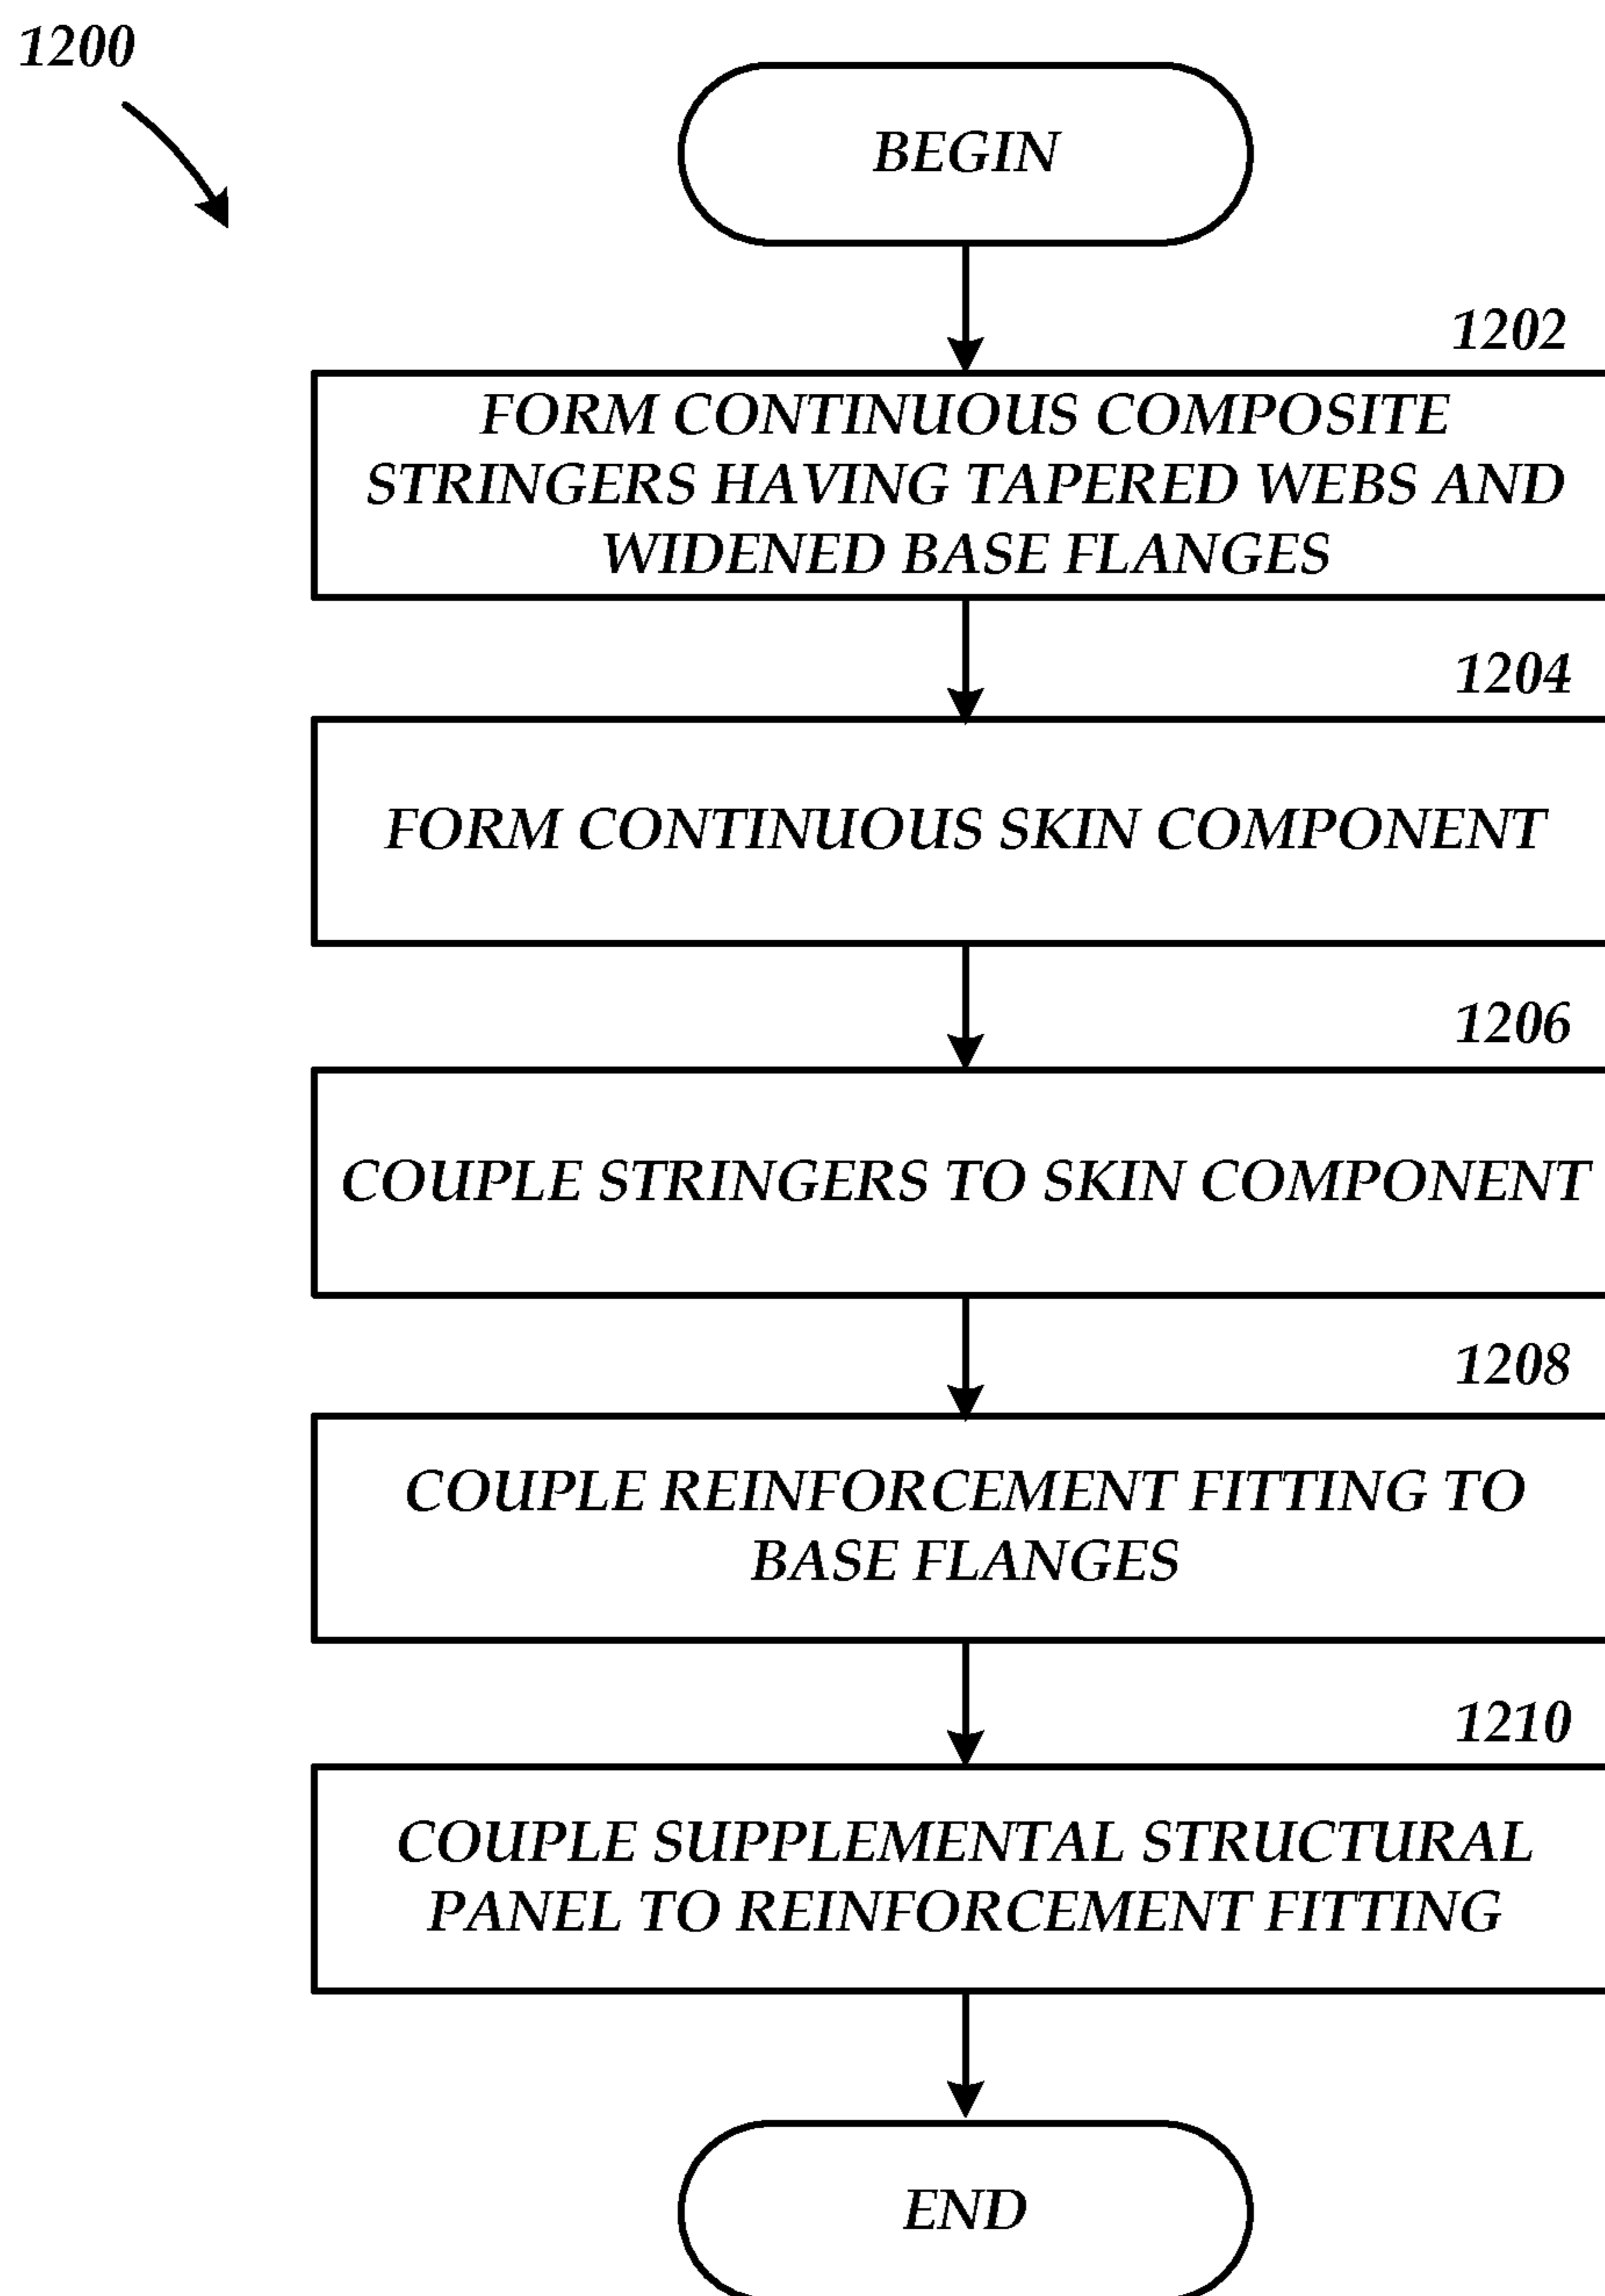 1200
BEGIN
1202
FORM CONTINUOUS COMPOSITE
STRINGERS HAVING TAPERED WEBS AND
WIDENED BASE FLANGES
1204
FORM CONTINUOUS SKIN COMPONENT
1206
COUPLE STRINGERS TO SKIN COMPONENT
1208
COUPLE REINFORCEMENT FITTING TO
BASE FLANGES
1210
COUPLE SUPPLEMENTAL STRUCTURAL
PANEL TO REINFORCEMENT FITTING
END